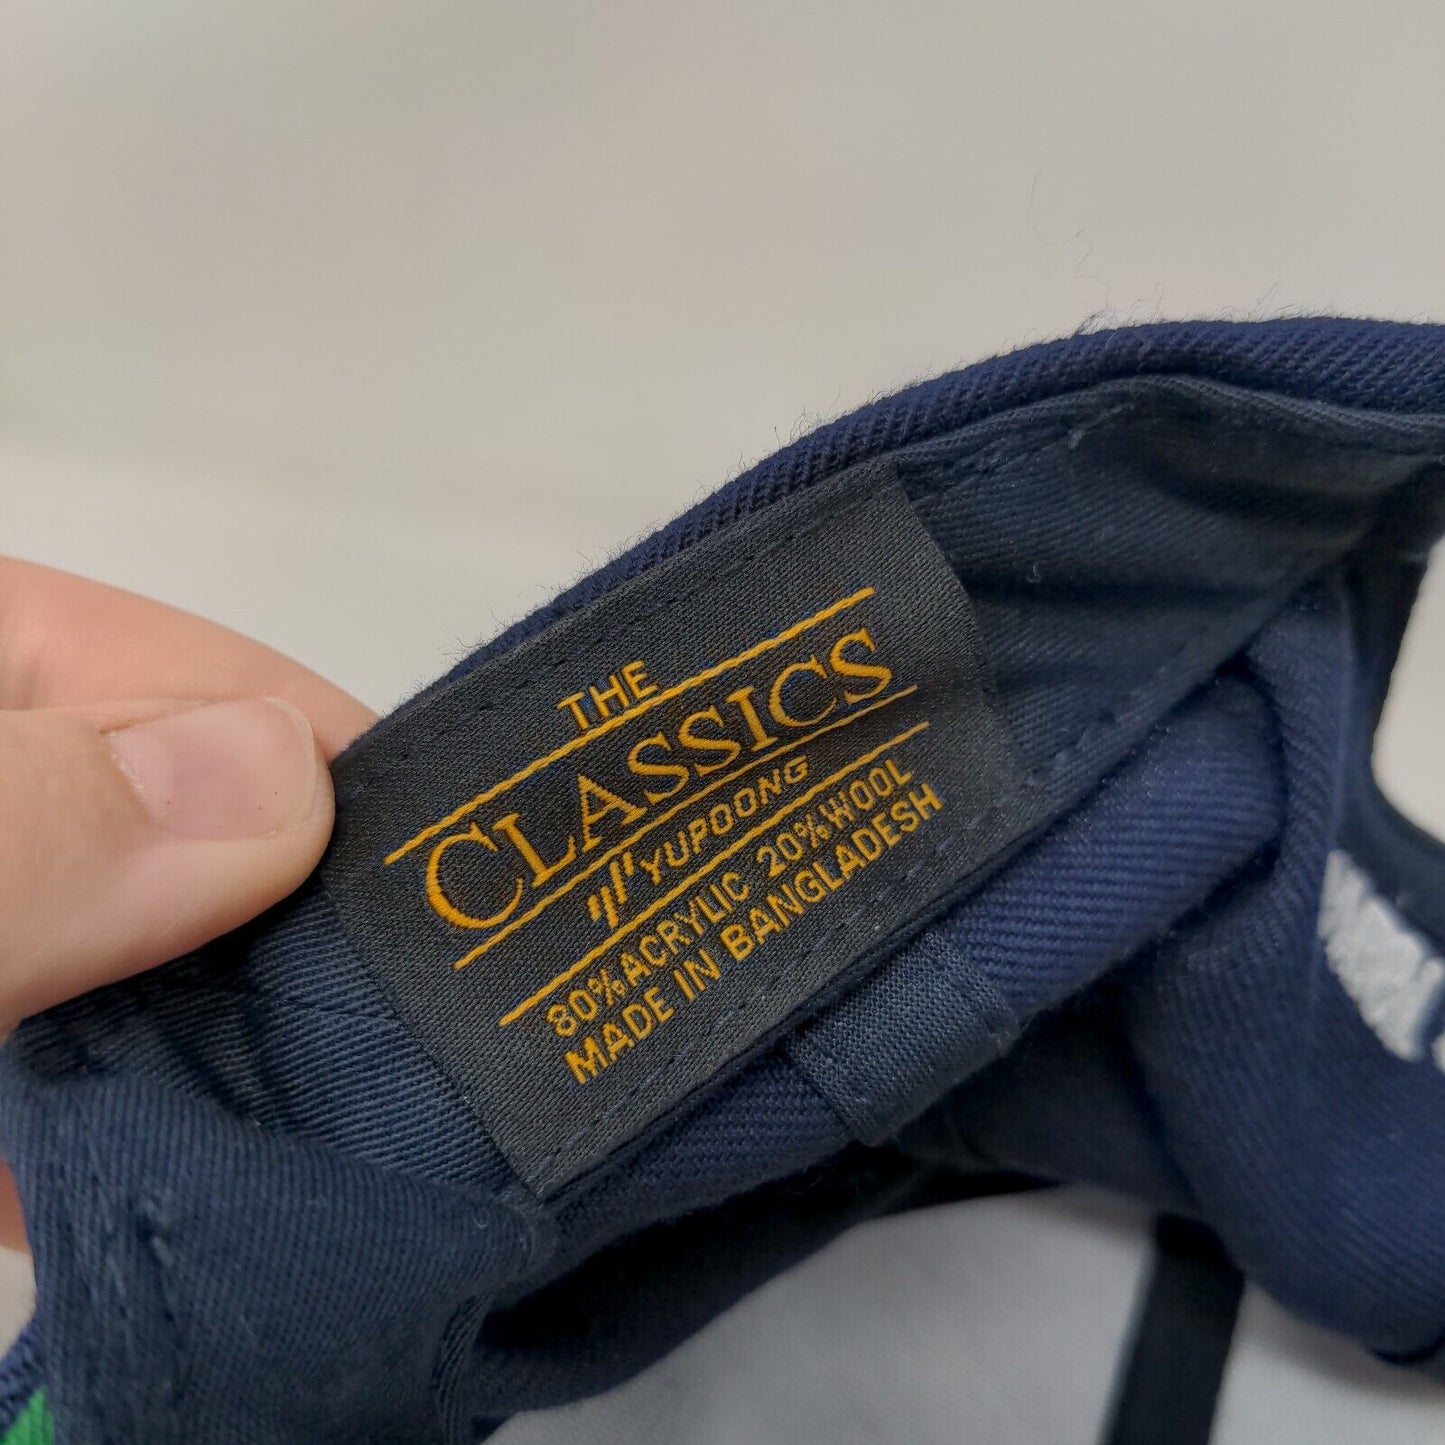 THE
CLASSICS
YUPOONG
80%ACRYLIC 20%WOOL
MADE IN BANGLADESH